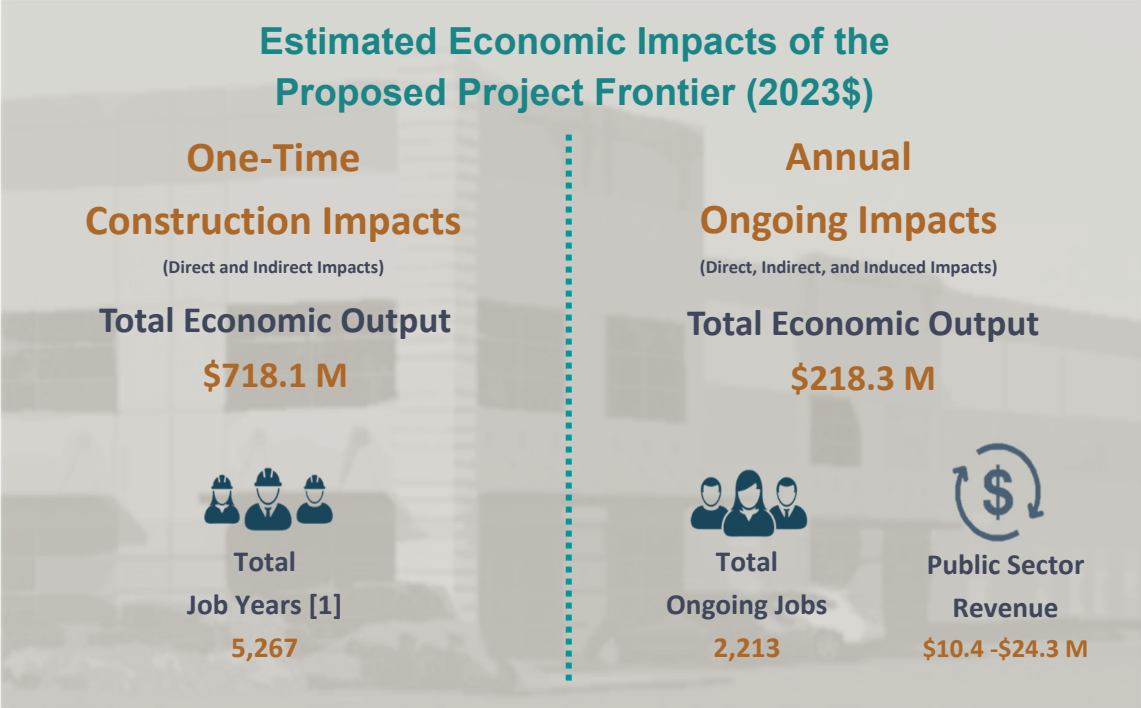 Estimated Economic Impacts of the
Proposed Project Frontier (2023$)
One-Time
Construction Impacts
(Direct and Indirect Impacts)
Total Economic Output
$718.1 M
Total
Job Years [1]
5,267
Annual
Ongoing Impacts
(Direct, Indirect, and Induced Impacts)
Total Economic Output
$218.3 M
Total
Ongoing Jobs
2,213
$
Public Sector
Revenue
$10.4 -$24.3 M